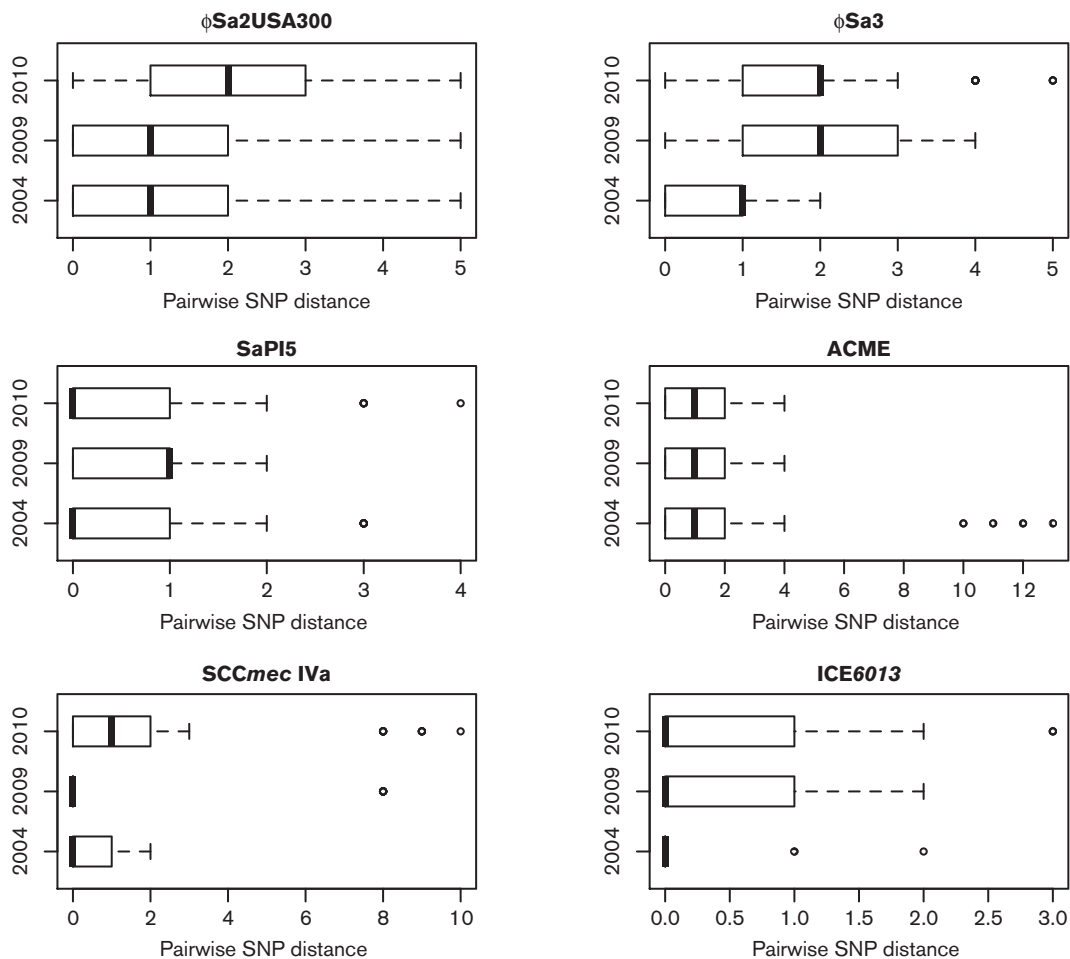 ϕSa2USA300
2010
2009
2004
0 1 2 3 4 5
Pairwise SNP distance
ϕSa3
2010
2009
2004
0 1 2 3 4 5
Pairwise SNP distance
SaPI5
2010
2009
2004
0 1 2 3 4
Pairwise SNP distance
ACME
2010
2009
2004
0 2 4 6 8 10 12
Pairwise SNP distance
SCCmec IVa
2010
2009
2004
0 2 4 6 8 10
Pairwise SNP distance
ICE6013
2010
2009
2004
0.0 0.5 1.0 1.5 2.0 2.5 3.0
Pairwise SNP distance